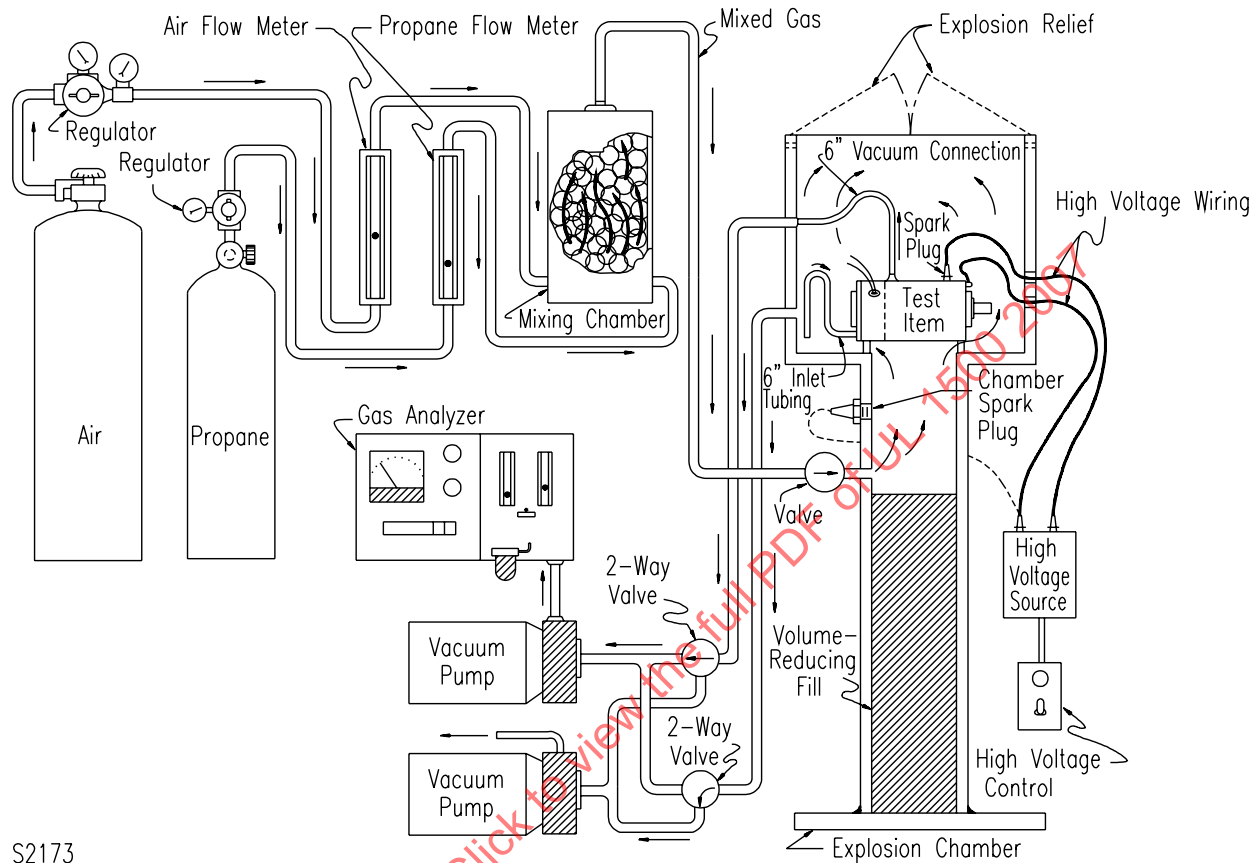 Air Flow Meter
Propane Flow Meter
Mixed Gas
Explosion Relief
Regulator
Regulator
6" Vacuum Connection
High Voltage Wiring
Spark
Plug
Test
Item
Mixing Chamber
6" Inlet
Tubing
Chamber
Spark
Plug
Gas Analyzer
Air
Propane
Valve
High
Voltage
Source
2-Way
Valve
Volume-
Reducing
Fill
Vacuum
Pump
2-Way
Valve
Vacuum
Pump
High Voltage
Control
Explosion Chamber
S2173
Click to view the full PDF of UL 1500 2007